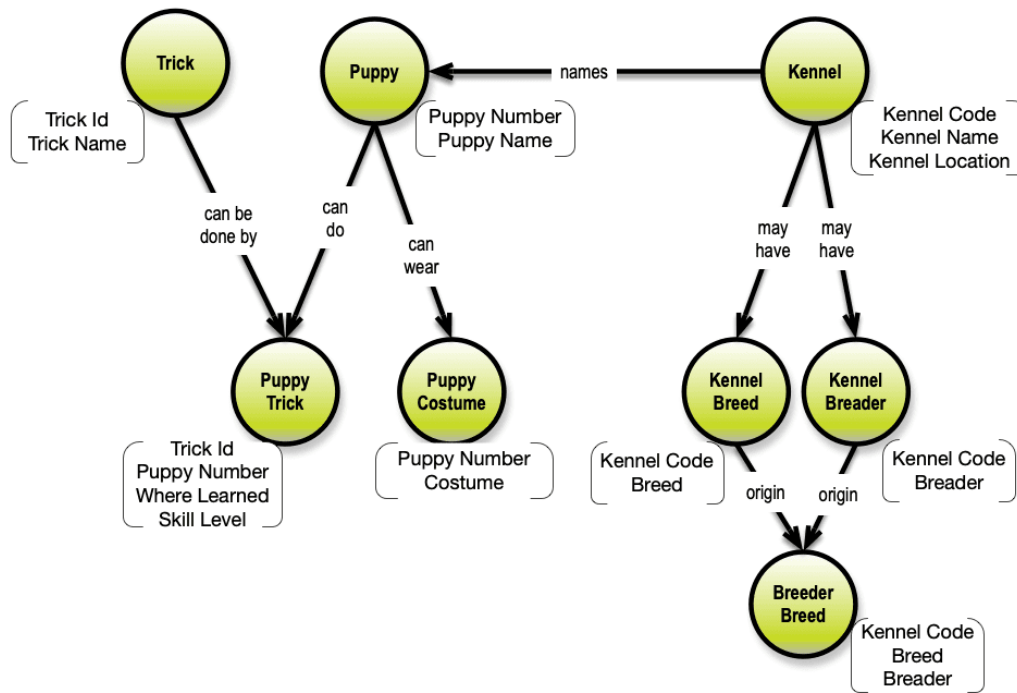 Trick
Trick Id
Trick Name
Puppy
Puppy Number
Puppy Name
names
Kennel
Kennel Code
Kennel Name
Kennel Location
can be
done by
can
do
can
wear
may
have
may
have
Puppy
Trick
Trick Id
Puppy Number
Where Learned
Skill Level
Puppy
Costume
Puppy Number
Costume
Kennel
Breed
Kennel Code
Breed
Kennel
Breader
Kennel Code
Breader
origin
origin
Breeder
Breed
Kennel Code
Breed
Breader